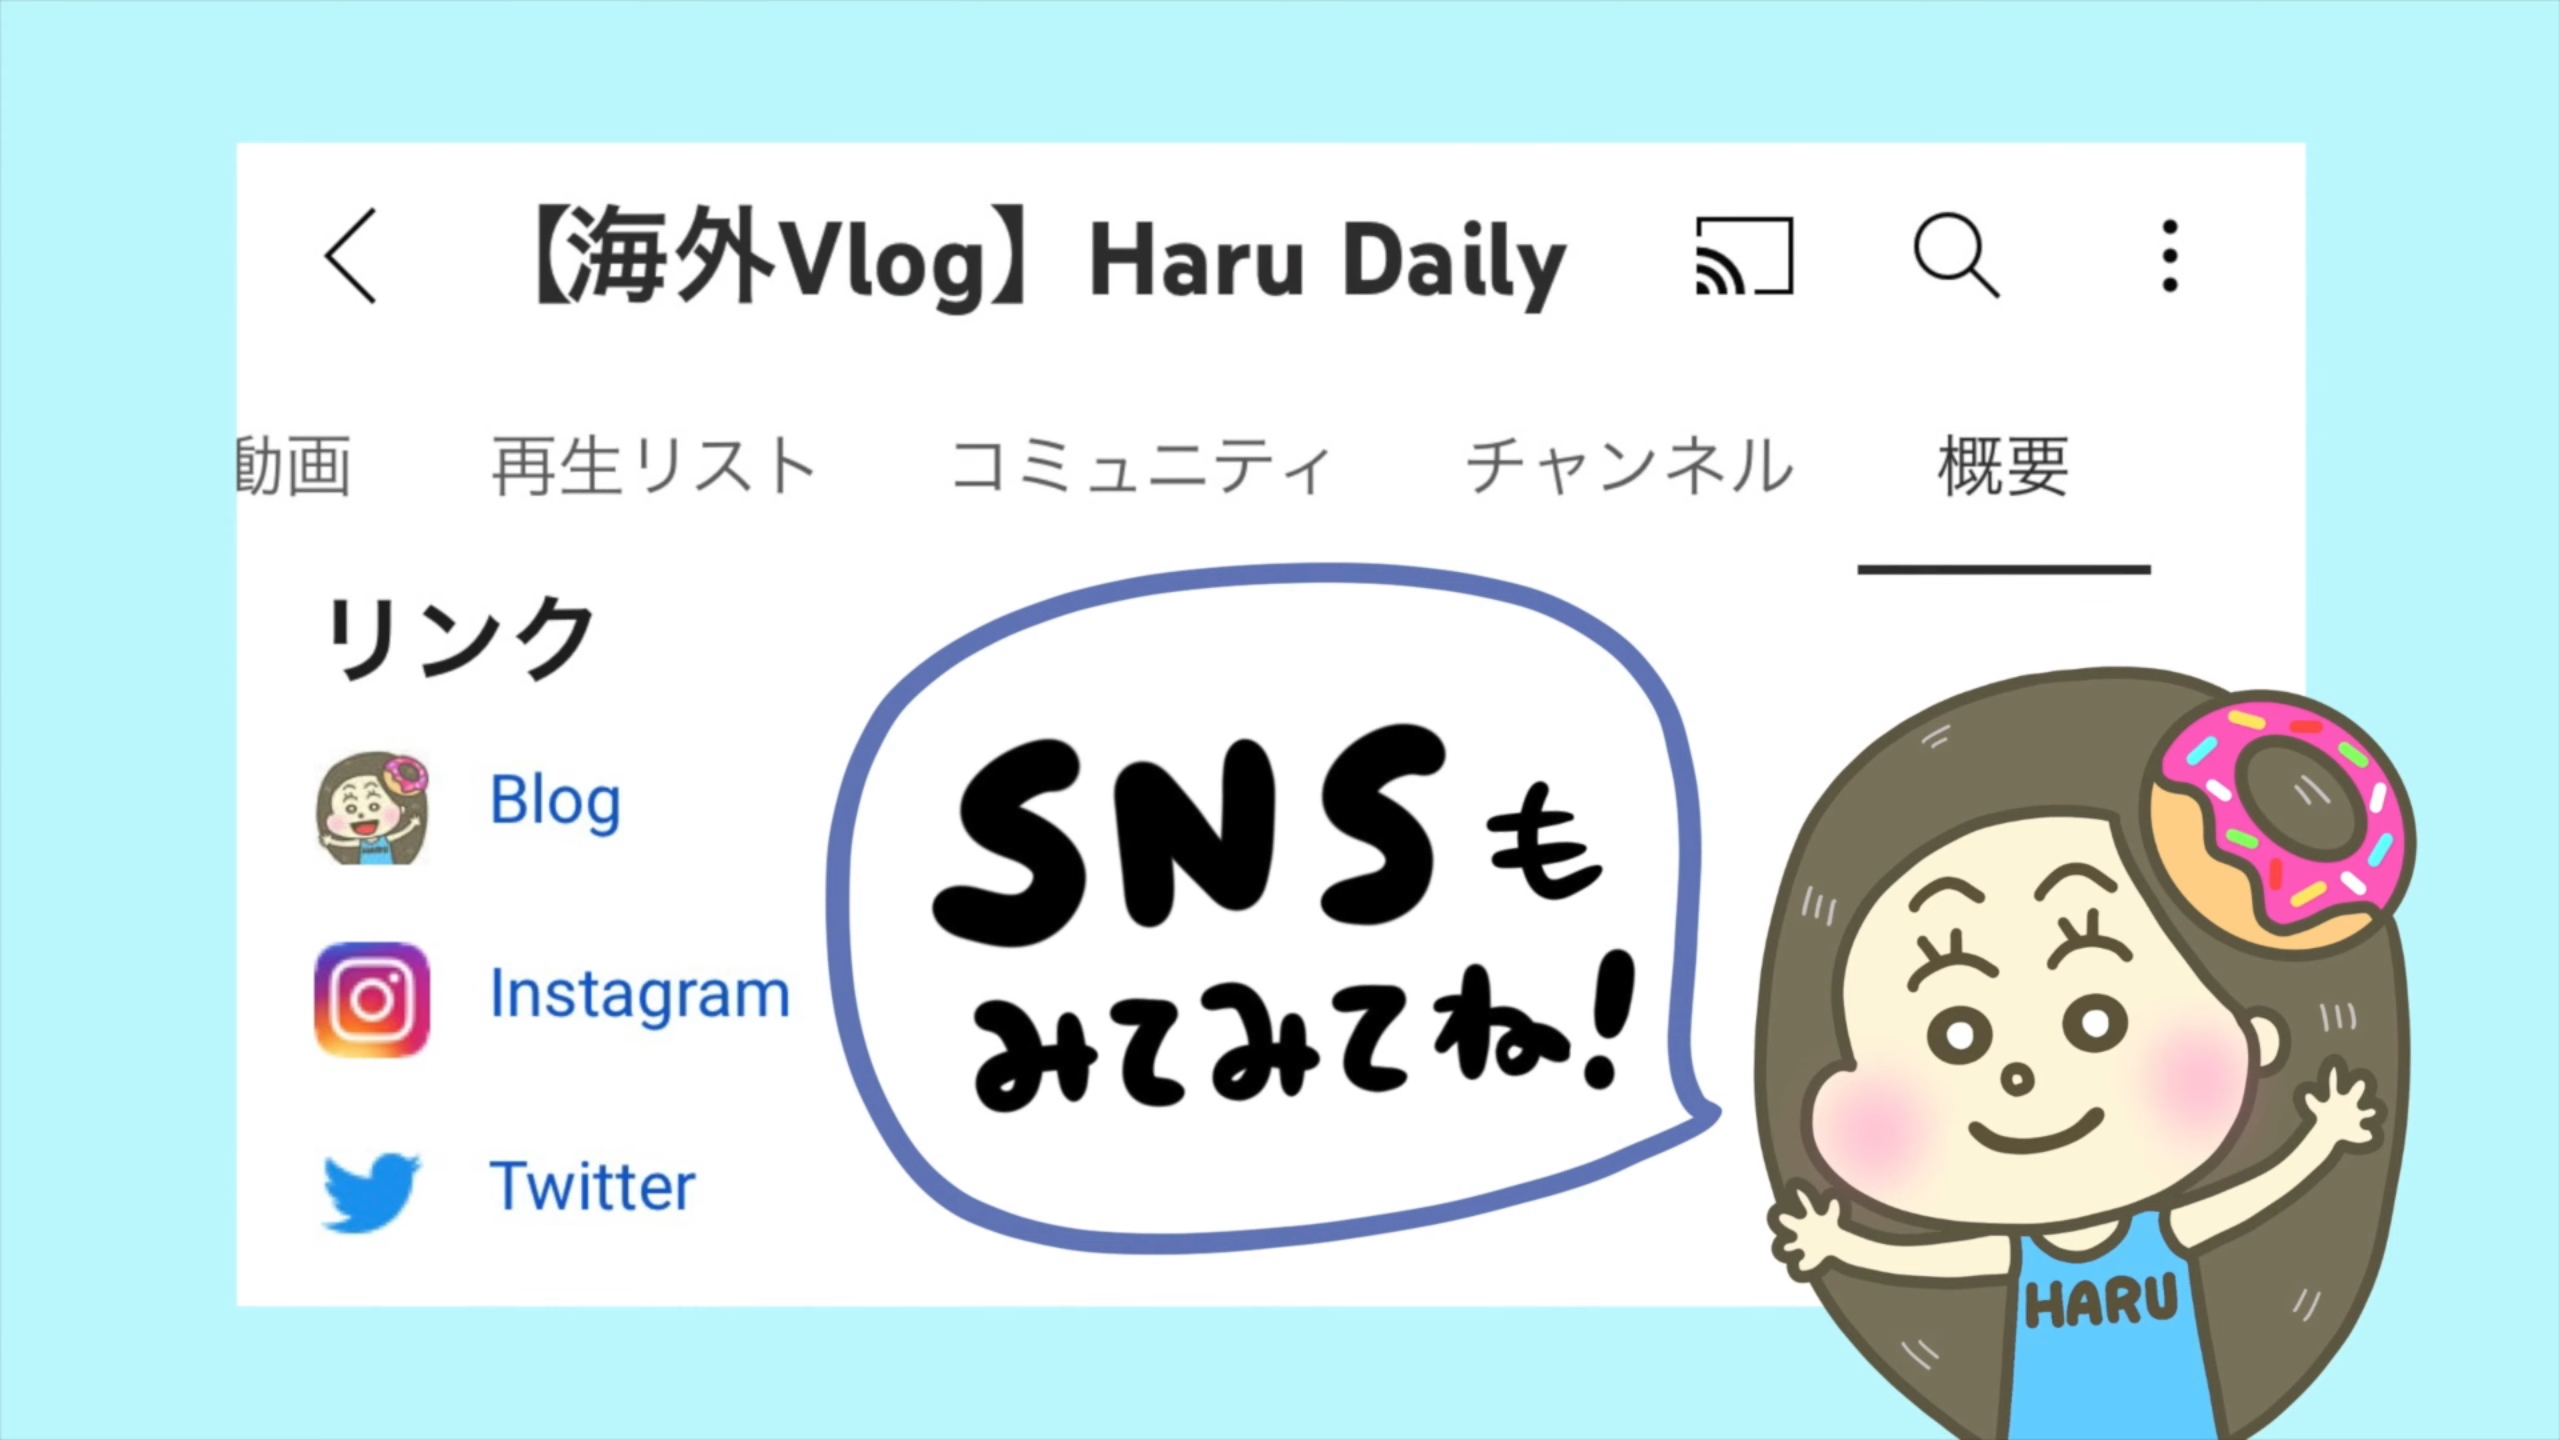 【海外Vlog】Haru Daily
動画 再生リスト コミュニティ チャンネル 概要
リンク
Blog
Instagram
Twitter
SNSも
みてみてね!
HARU